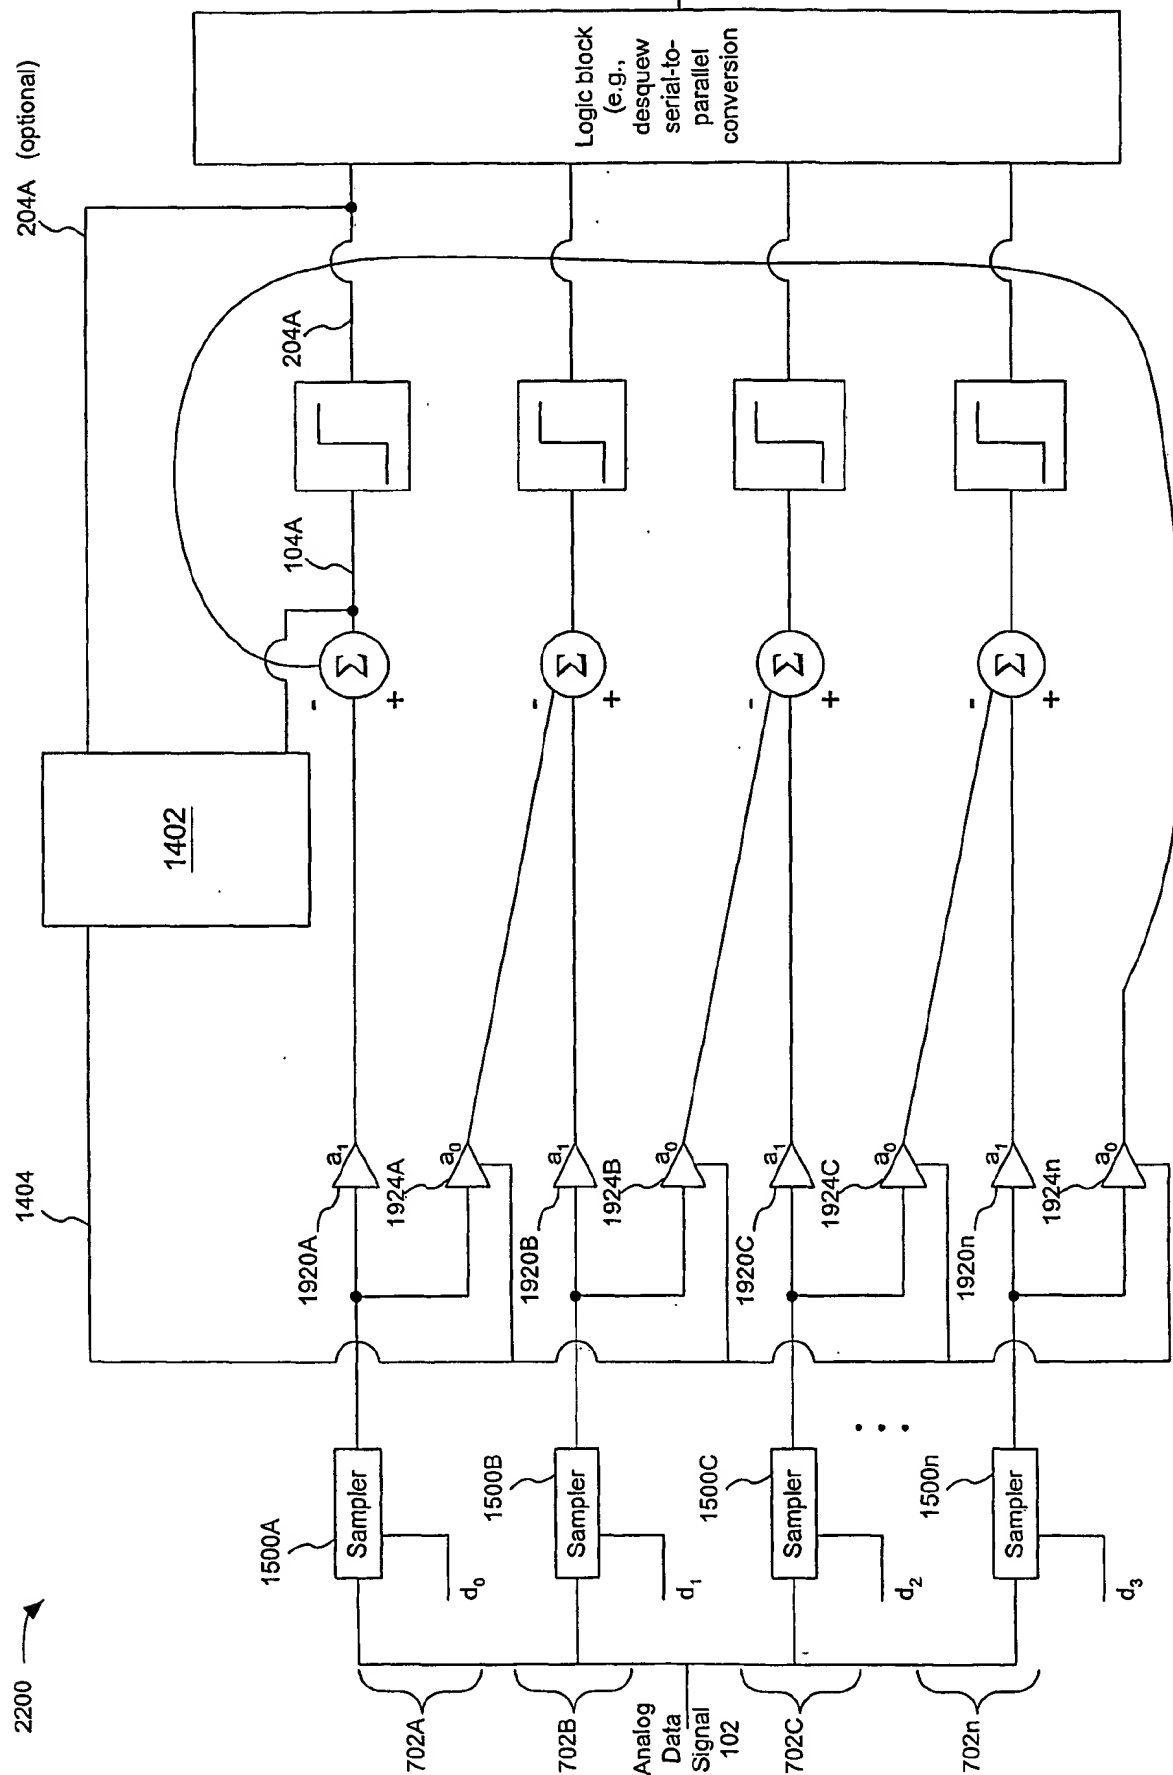 2200
702A
702B
Analog
Data
Signal
102
702C
702n
1500A
Sampler
d0
1500B
Sampler
d1
1500C
Sampler
d2
. . .
1500n
Sampler
d3
1404
1920A
a1
1924A
a0
1920B
a1
1924B
a0
1920C
a1
1924C
a0
1920n
a1
1924n
a0
1402
-
Σ
+
-
Σ
+
-
Σ
+
-
Σ
+
104A
204A
204A (optional)
Logic block
(e.g.,
desquew
serial-to-
parallel
conversion